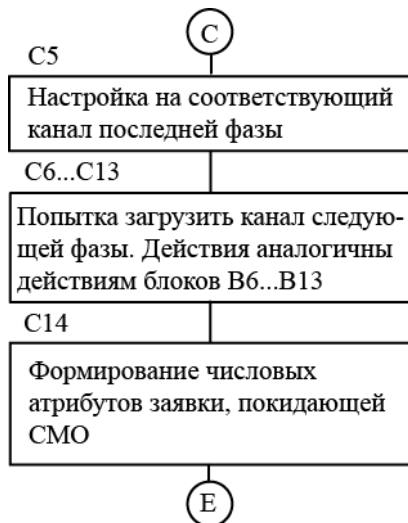 C
C5
Настройка на соответствующий
канал последней фазы
C6...C13
Попытка загрузить канал следую-
щей фазы. Действия аналогичны
действиям блоков B6...B13
C14
Формирование числовых
атрибутов заявки, покидающей
СМО
E